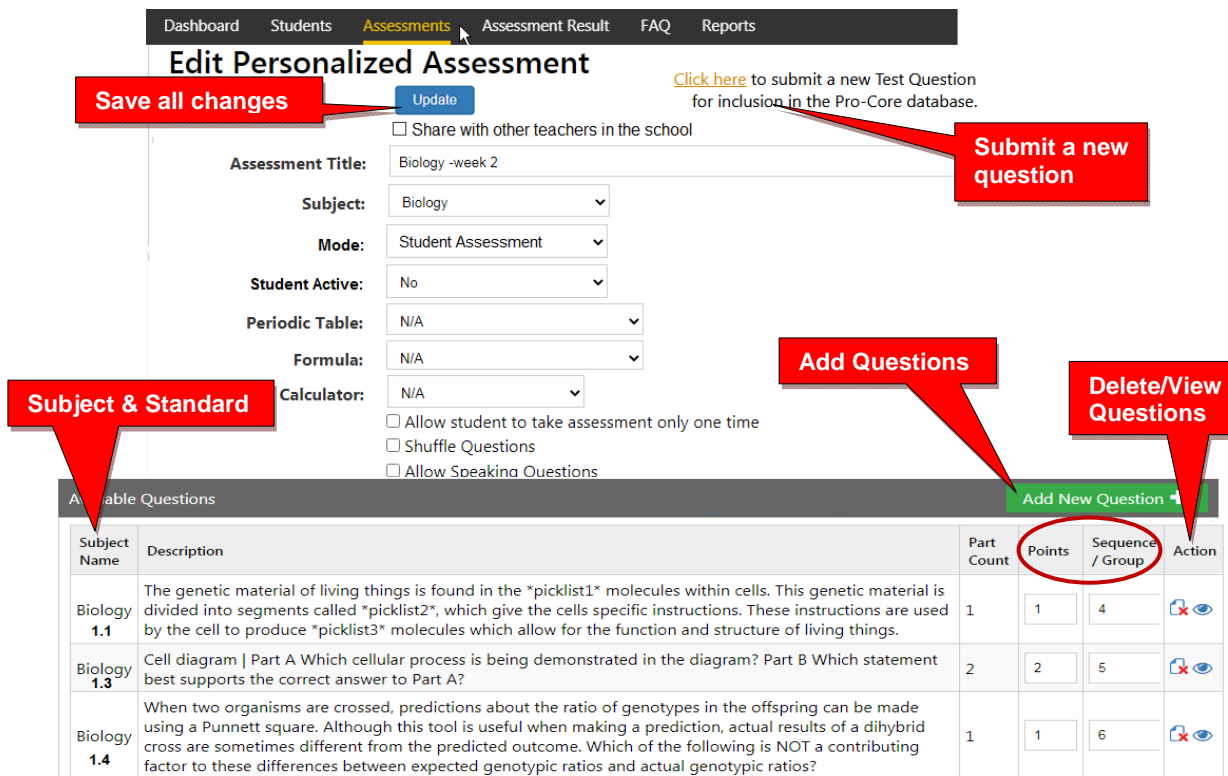 Dashboard Students Assessments Assessment Result FAQ Reports
Edit Personalized Assessment
Click here to submit a new Test Question
for inclusion in the Pro-Core database.
Save all changes
Update
Submit a new
question
Share with other teachers in the school
Assessment Title: Biology -week 2
Subject: Biology
Mode: Student Assessment
Student Active: No
Periodic Table: N/A
Formula: N/A
Add Questions
Calculator: N/A
Subject & Standard
Delete/View
Questions
Allow student to take assessment only one time
Shuffle Questions
Allow Speaking Questions
Questions Add New Question
Subject
Name
Description
Part
Count
Points
Sequence
/ Group
Action
Biology
1.1
The genetic material of living things is found in the *picklist1* molecules within cells. This genetic material is
divided into segments called *picklist2*, which give the cells specific instructions. These instructions are used
by the cell to produce *picklist3* molecules which allow for the function and structure of living things.
1 1 4
Biology
1.3
Cell diagram | Part A Which cellular process is being demonstrated in the diagram? Part B Which statement
best supports the correct answer to Part A?
2 2 5
Biology
1.4
When two organisms are crossed, predictions about the ratio of genotypes in the offspring can be made
using a Punnett square. Although this tool is useful when making a prediction, actual results of a dihybrid
cross are sometimes different from the predicted outcome. Which of the following is NOT a contributing
factor to these differences between expected genotypic ratios and actual genotypic ratios?
1 1 6